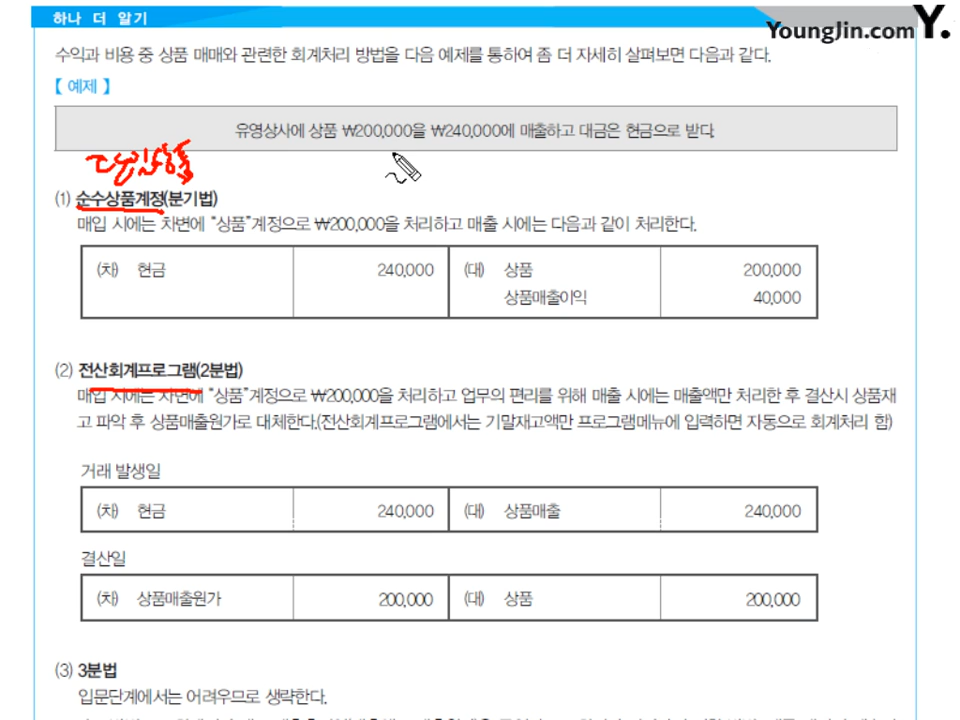 하나 더 알기
YoungJin.com Y.
수익과 비용 중 상품 매매와 관련한 회계처리 방법을 다음 예제를 통하여 좀 더 자세히 살펴보면 다음과 같다.
【 예제 】
유영상사에 상품 ₩200,000을 ₩240,000에 매출하고 대금은 현금으로 받다.
(1) 순수상품계정(분기법)
매입 시에는 차변에 "상품"계정으로 ₩200,000을 처리하고 매출 시에는 다음과 같이 처리한다.
(차) 현금 240,000 (대) 상품 200,000
상품매출이익 40,000
(2) 전산회계프로그램(2분법)
매입 시에는 차변에 "상품"계정으로 ₩200,000을 처리하고 업무의 편리를 위해 매출 시에는 매출액만 처리한 후 결산시 상품재
고 파악 후 상품매출원가로 대체한다.(전산회계프로그램에서는 기말재고액만 프로그램메뉴에 입력하면 자동으로 회계처리 함)
거래 발생일
(차) 현금 240,000 (대) 상품매출 240,000
결산일
(차) 상품매출원가 200,000 (대) 상품 200,000
(3) 3분법
입문단계에서는 어려우므로 생략한다.